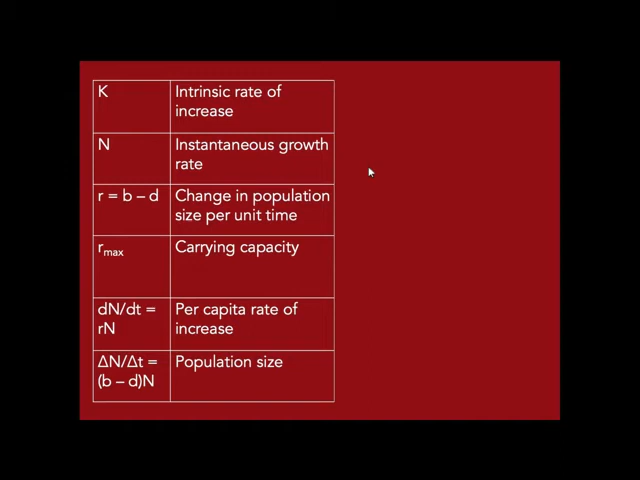 K Intrinsic rate of
increase
N Instantaneous growth
rate
r = b – d Change in population
size per unit time
rmax Carrying capacity
dN/dt = Per capita rate of
rN increase
ΔN/Δt = Population size
(b – d)N